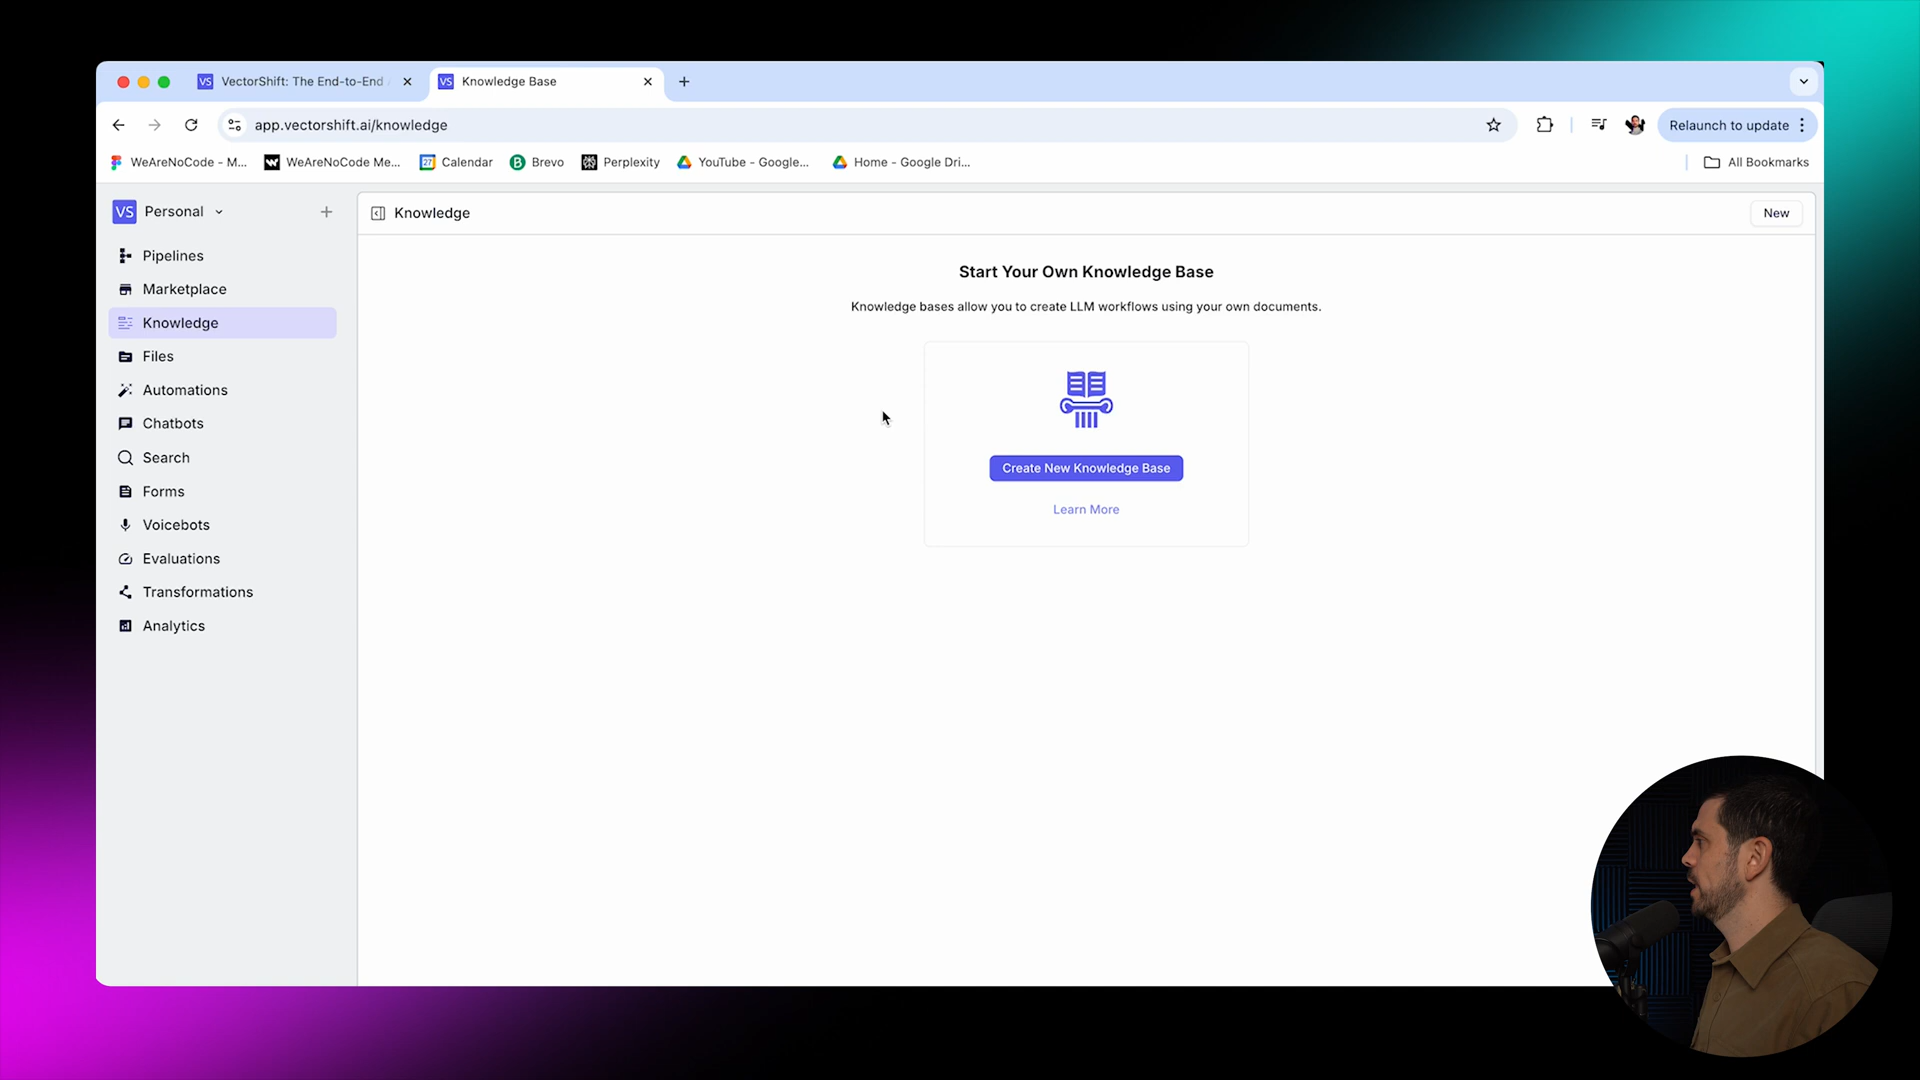 VS VectorShift: The End-to-End
VS Knowledge Base
app.vectorshift.ai/knowledge
Relaunch to update
WeAreNoCode - M...
WeAreNoCode Me...
27 Calendar
B Brevo
Perplexity
YouTube - Google...
Home - Google Dri...
All Bookmarks
VS Personal
Pipelines
Marketplace
Knowledge
Files
Automations
Chatbots
Search
Forms
Voicebots
Evaluations
Transformations
Analytics
Knowledge
New
Start Your Own Knowledge Base
Knowledge bases allow you to create LLM workflows using your own documents.
Create New Knowledge Base
Learn More